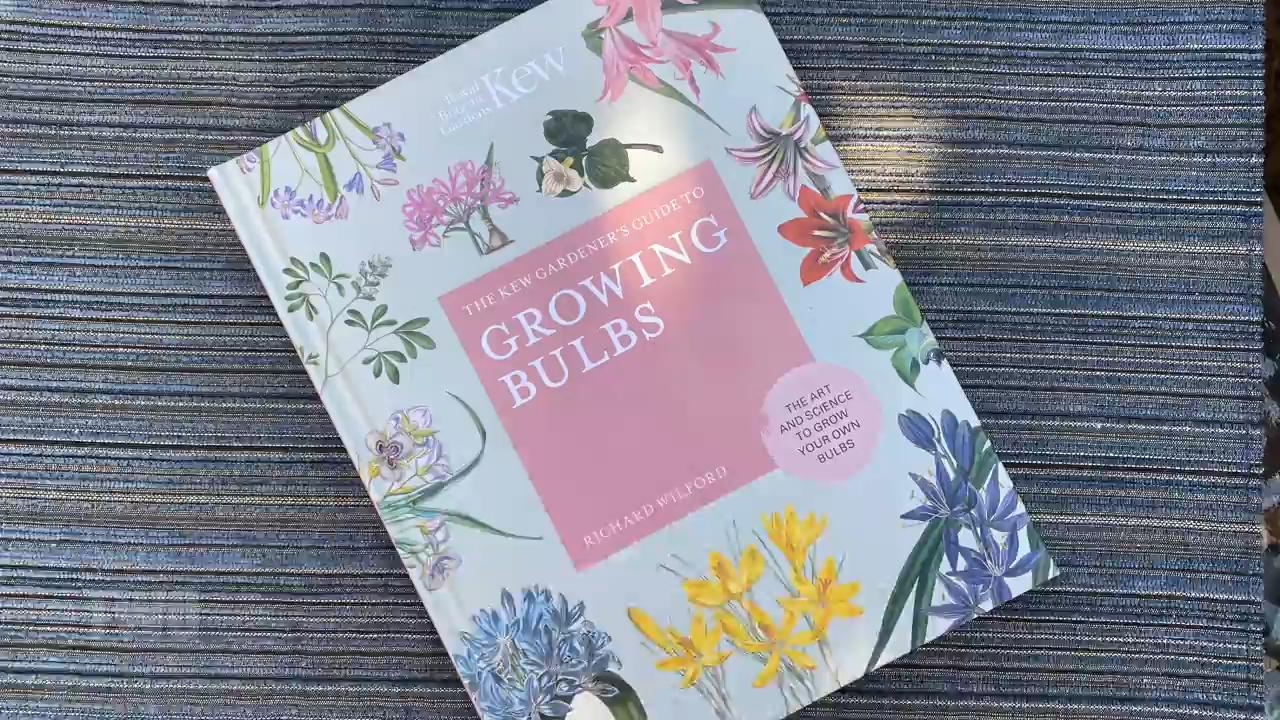 Royal
Botanic
Gardens
Kew
THE KEW GARDENER'S GUIDE TO
GROWING
BULBS
THE ART
AND SCIENCE
TO GROW
YOUR OWN
BULBS
RICHARD WILFORD